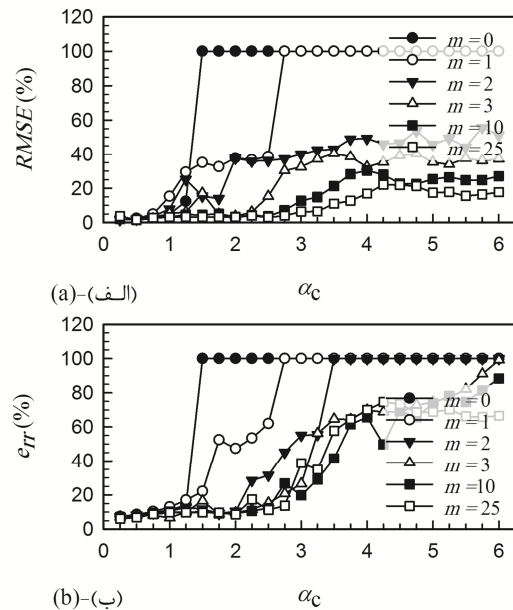 120
100
80
60
40
20
0
RMSE (%)
m = 0
m = 1
m = 2
m = 3
m = 10
m = 25
0 1 2 3 4 5 6
(a)-(الف) αc
120
100
80
60
40
20
0
err (%)
m = 0
m = 1
m = 2
m = 3
m = 10
m = 25
0 1 2 3 4 5 6
(b)-(ب) αc